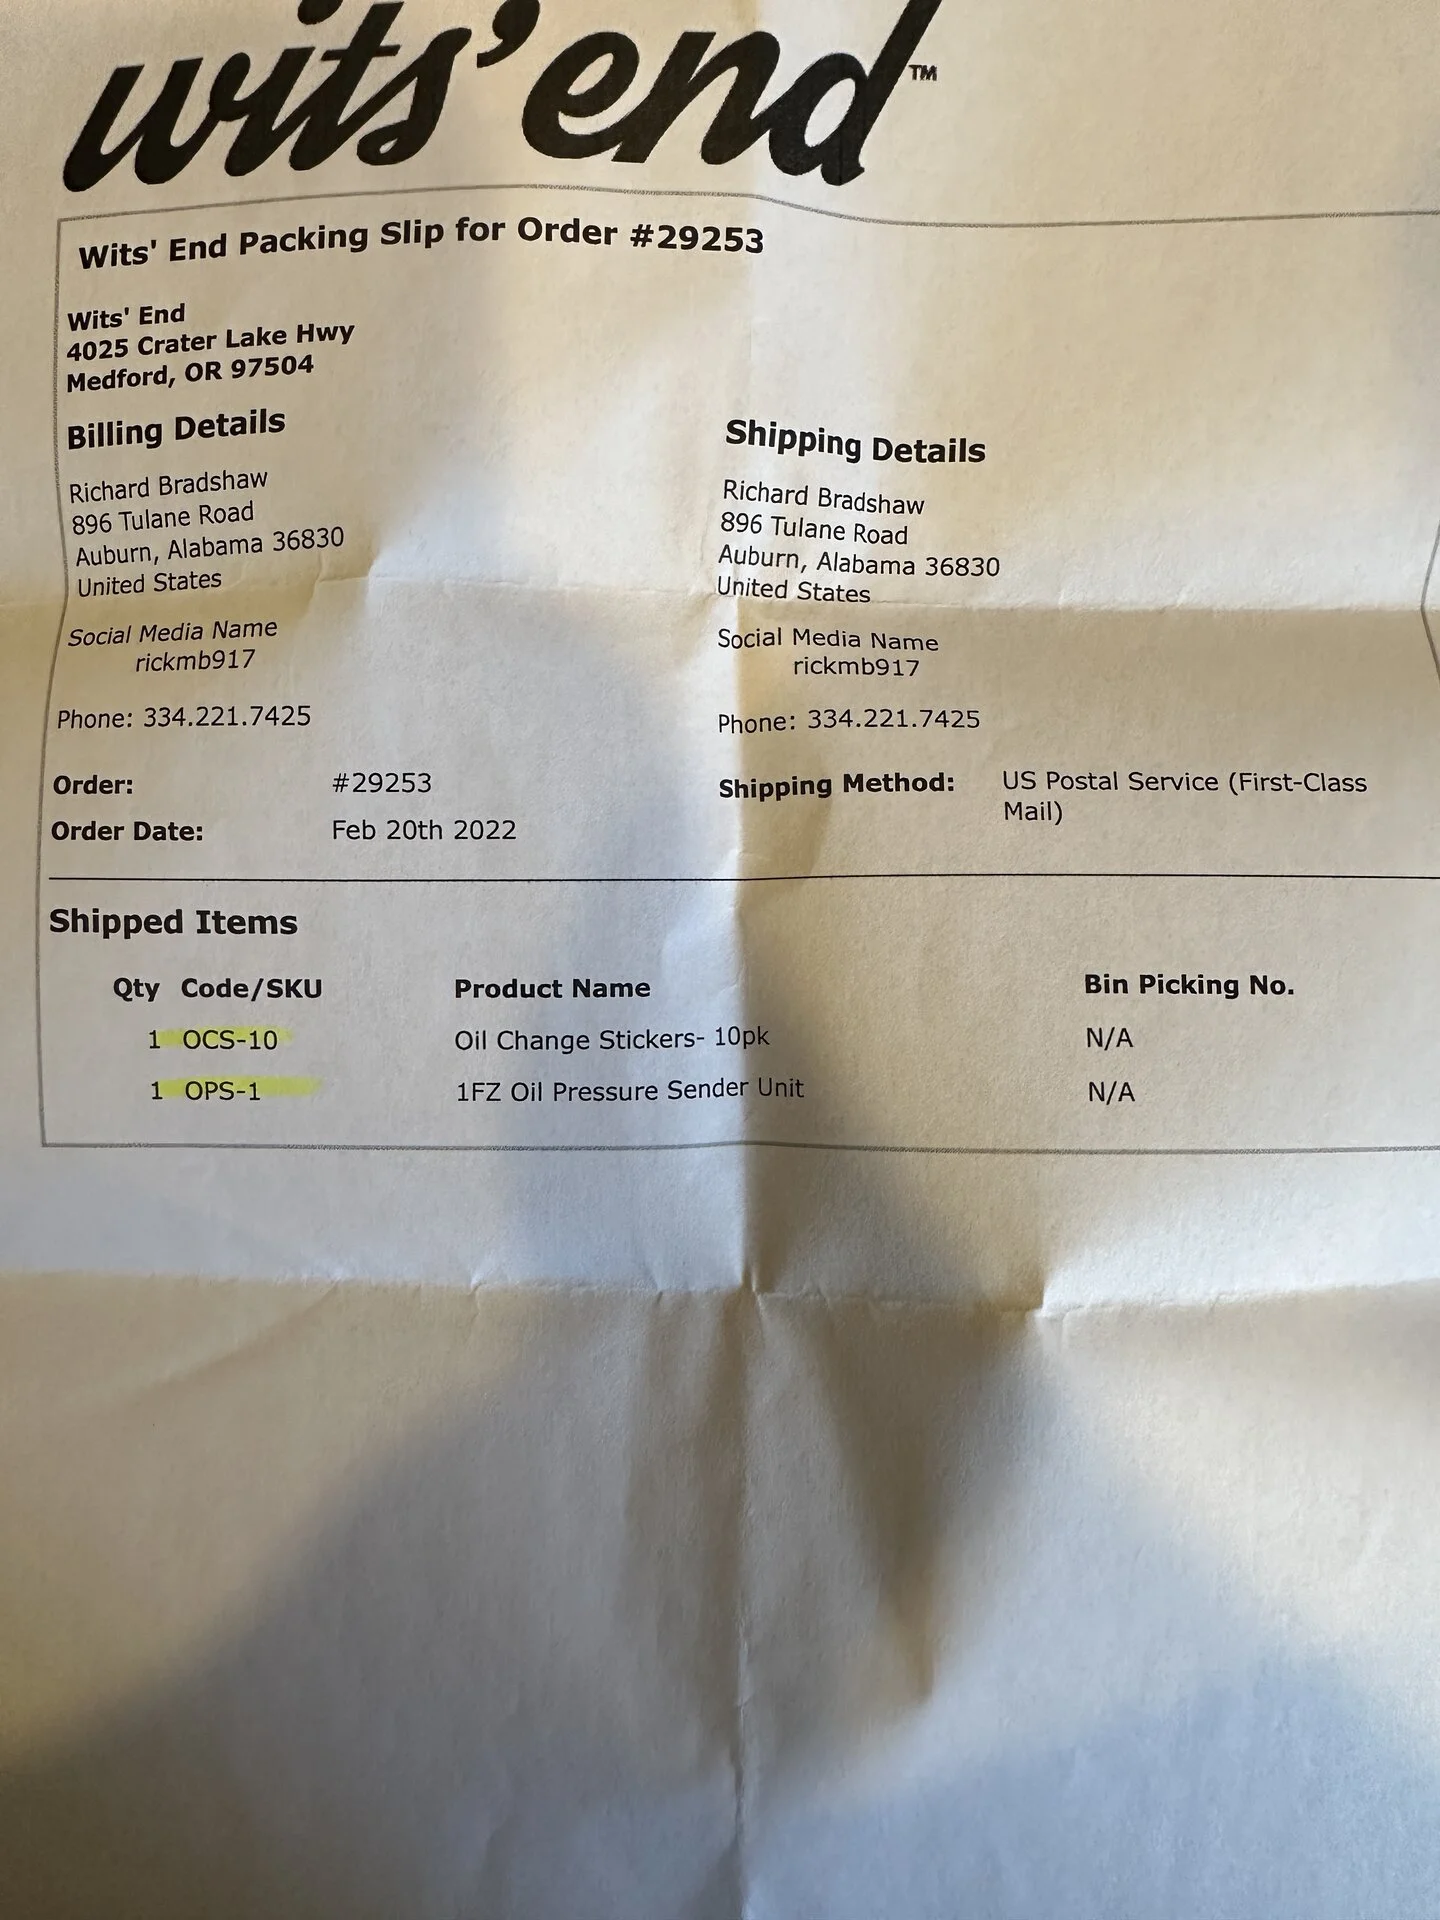 wits' end™
Wits' End Packing Slip for Order #29253
Wits' End
4025 Crater Lake Hwy
Medford, OR 97504
Billing Details
Richard Bradshaw
896 Tulane Road
Auburn, Alabama 36830
United States
Social Media Name
rickmb917
Phone: 334.221.7425
Shipping Details
Richard Bradshaw
896 Tulane Road
Auburn, Alabama 36830
United States
Social Media Name
rickmb917
Phone: 334.221.7425
Order: #29253
Order Date: Feb 20th 2022
Shipping Method: US Postal Service (First-Class
Mail)
Shipped Items
Qty Code/SKU Product Name Bin Picking No.
1 OCS-10 Oil Change Stickers- 10pk N/A
1 OPS-1 1FZ Oil Pressure Sender Unit N/A